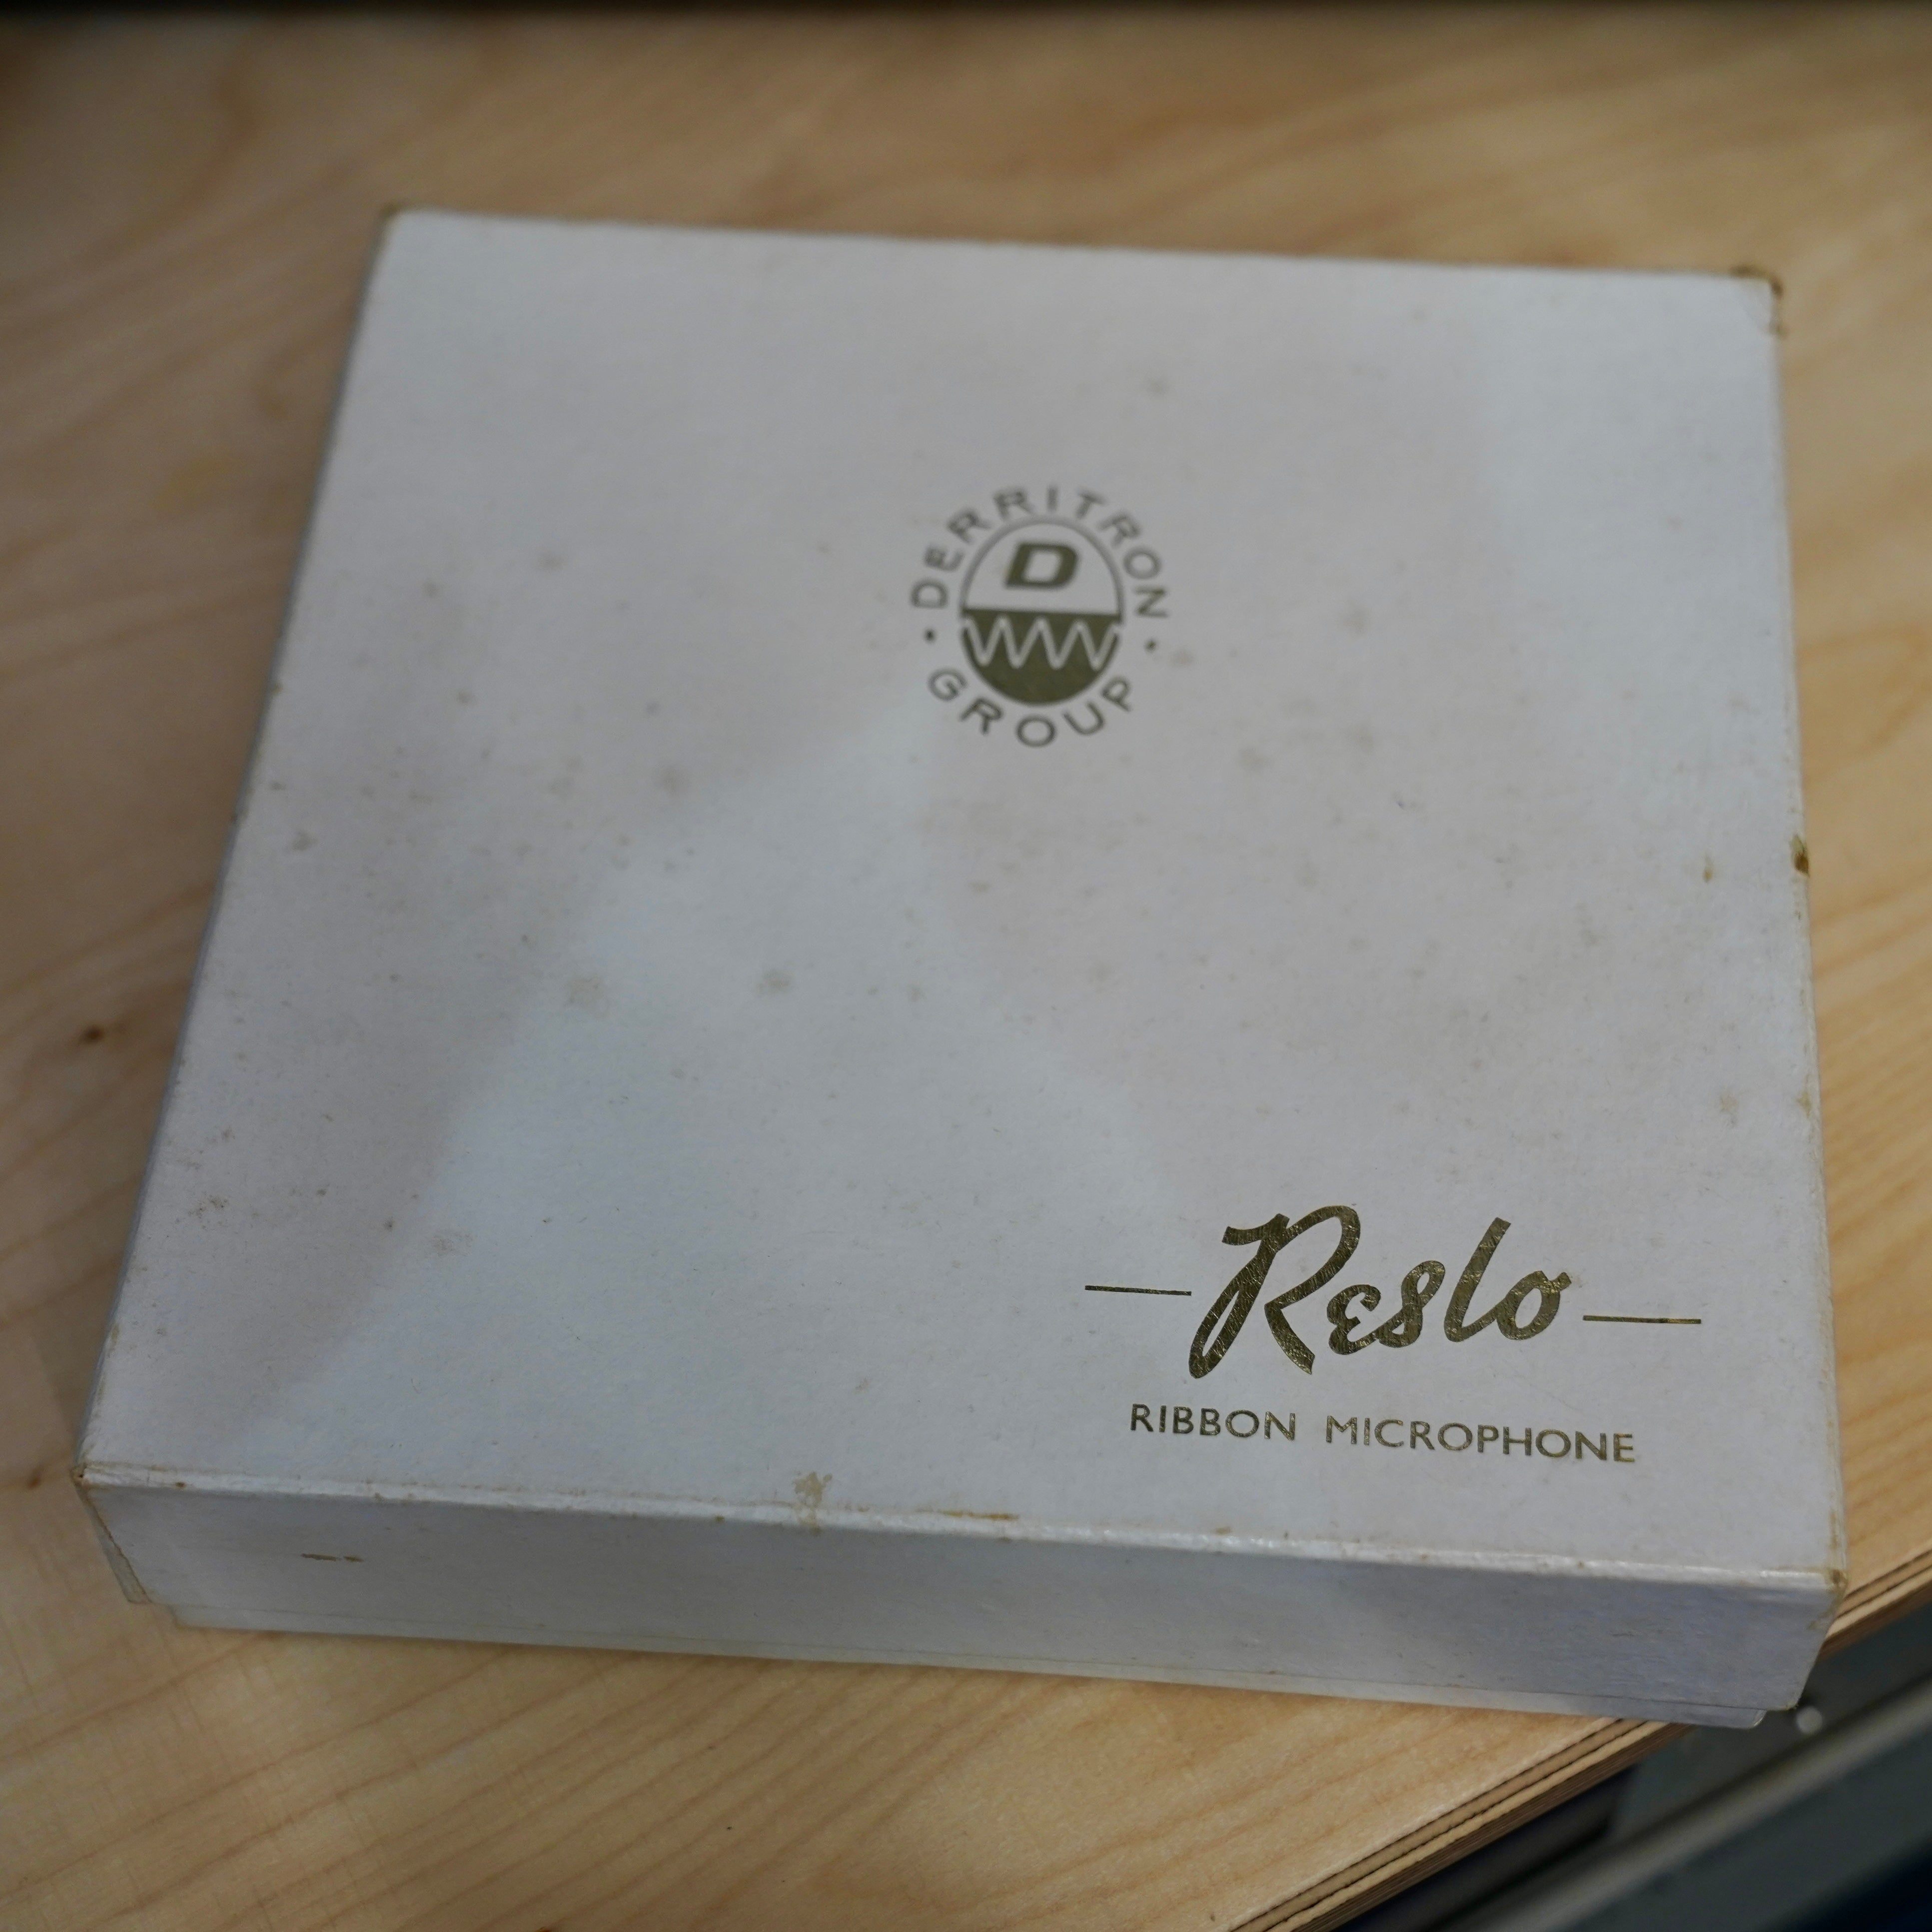 DERRITRON
D
GROUP
Reslo
RIBBON MICROPHONE